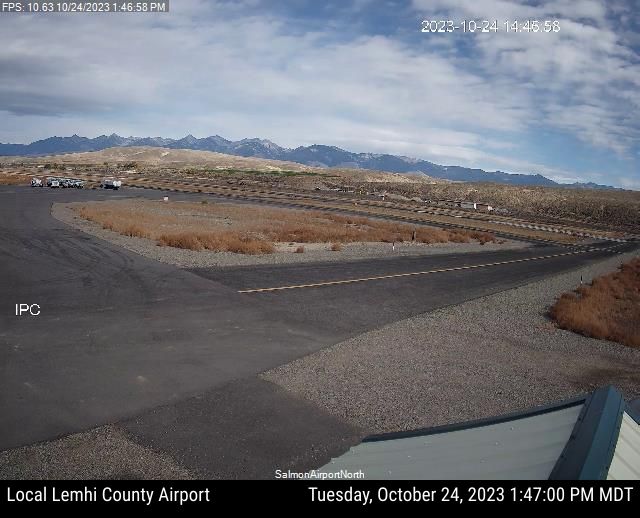 FPS: 10.63 10/24/2023 1:46:58 PM
2023-10-24 14:46:58
IPC
SalmonAirportNorth
Local Lemhi County Airport Tuesday, October 24, 2023 1:47:00 PM MDT